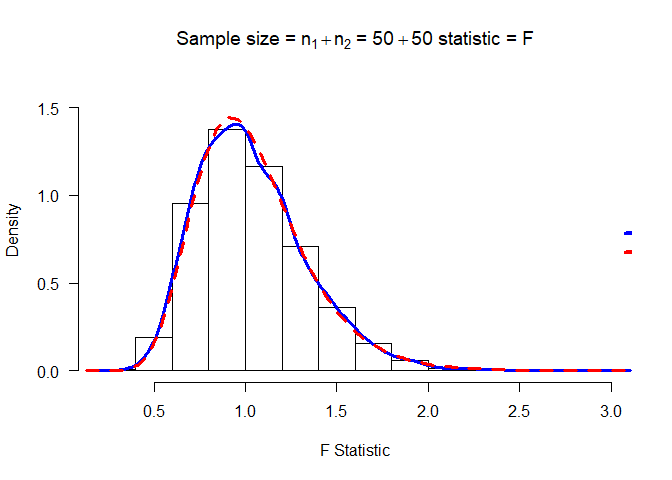 Sample size = n₁+n₂ = 50+50 statistic = F
1.5
1.0
0.5
0.0
Density
0.5 1.0 1.5 2.0 2.5 3.0
F Statistic